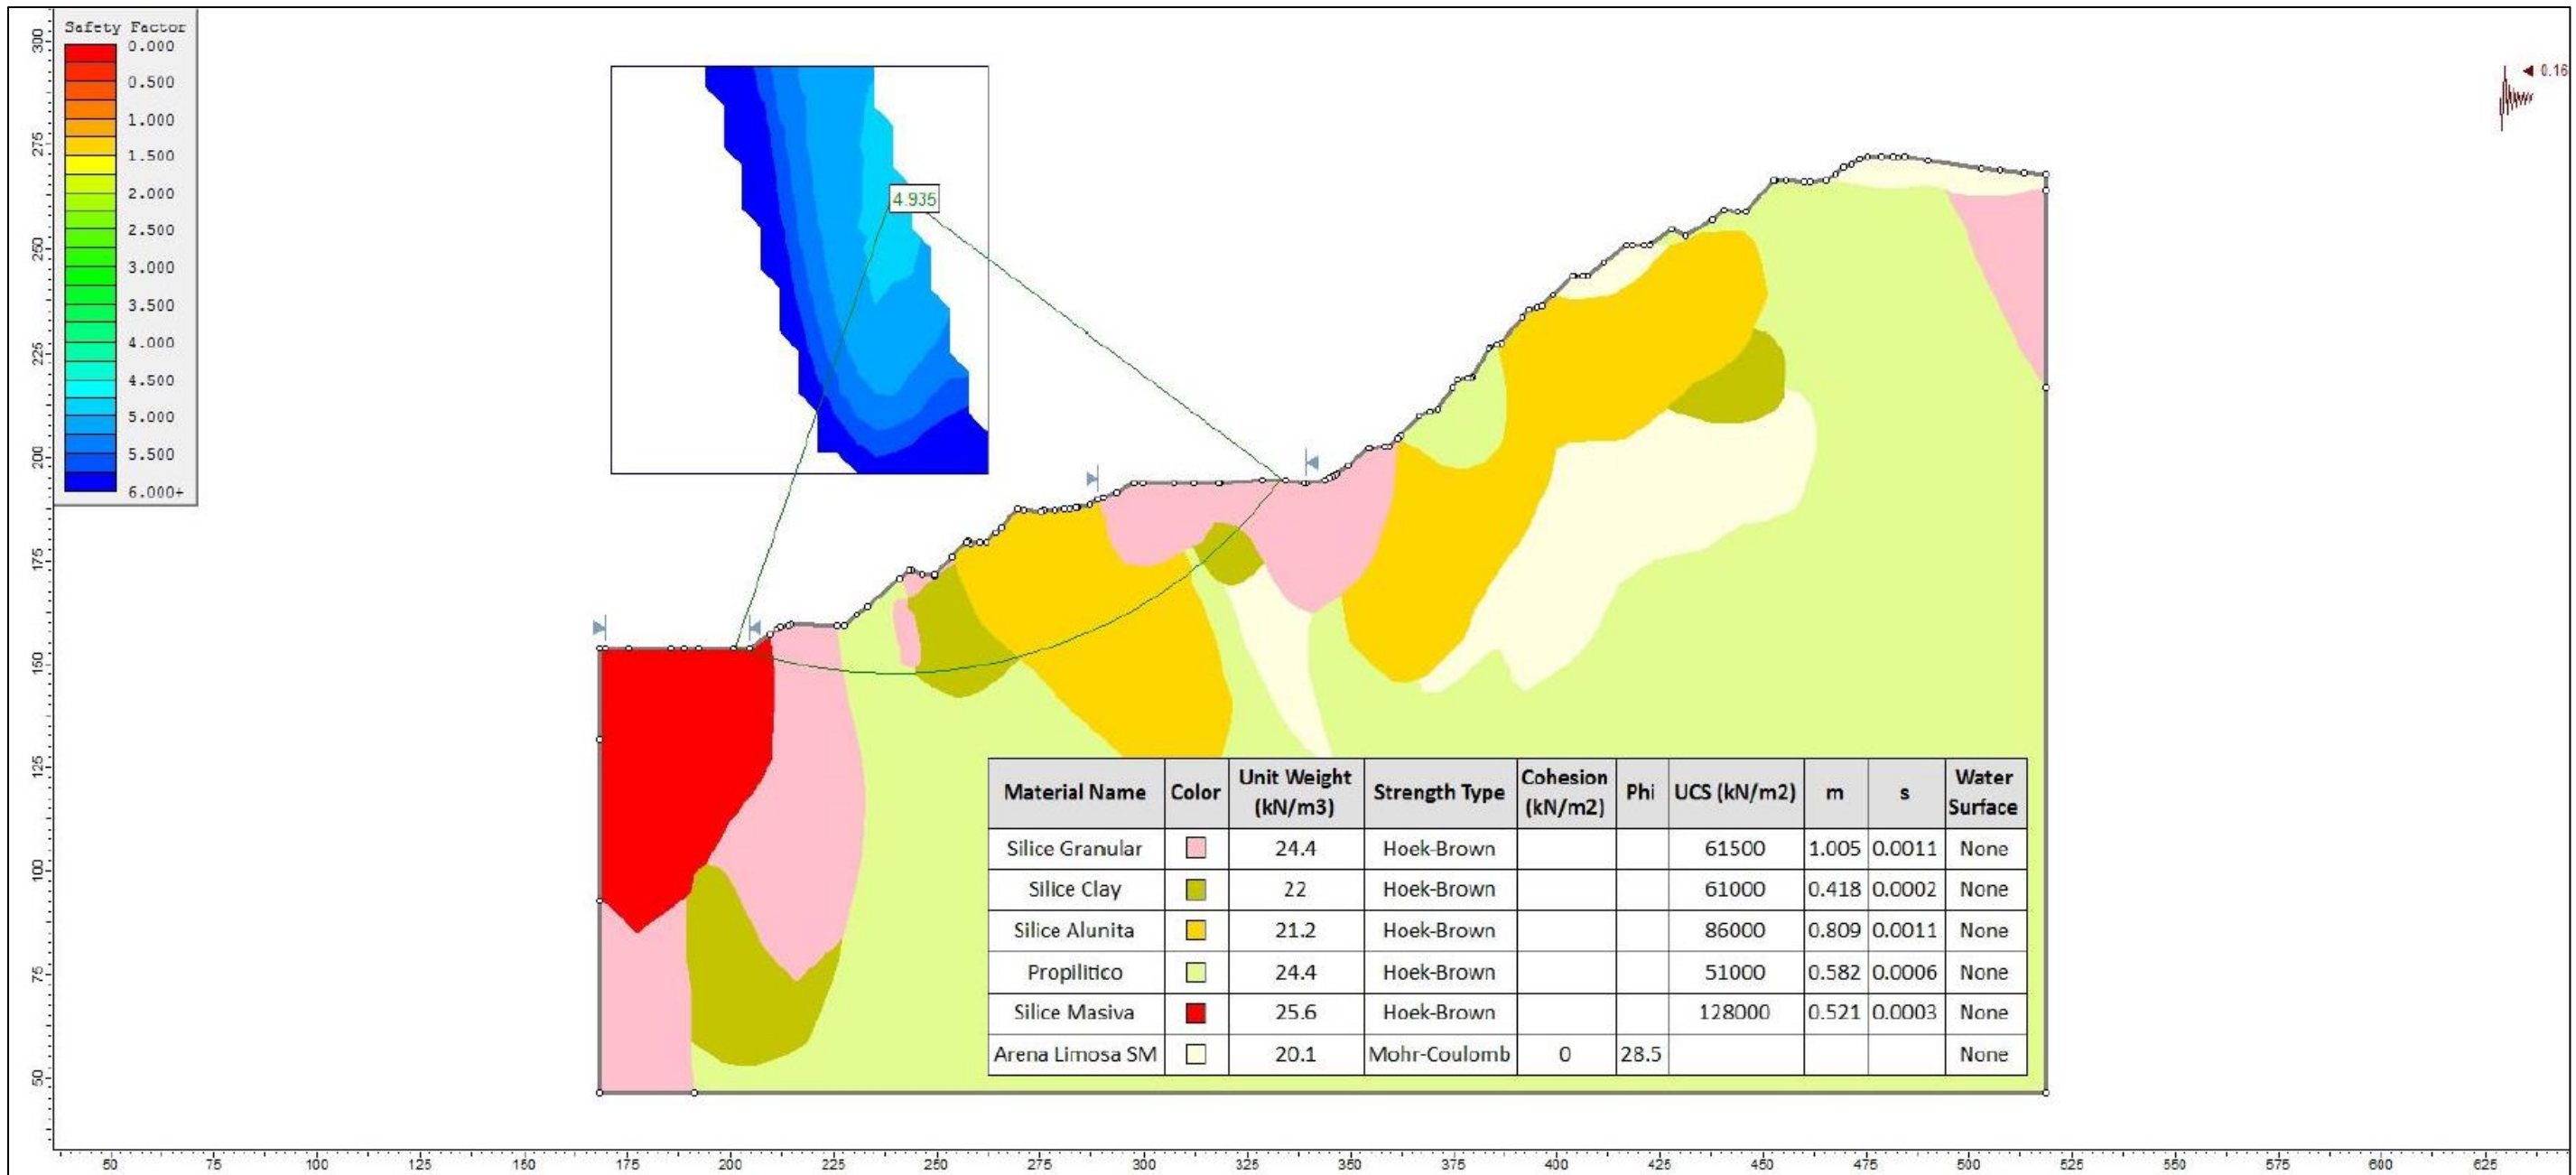 Safety Factor
0.000
0.500
1.000
1.500
2.000
2.500
3.000
3.500
4.000
4.500
5.000
5.500
6.000+
300
275
250
225
200
175
150
125
100
75
50
4.935
0.16
Material Name Color Unit Weight (kN/m3) Strength Type Cohesion (kN/m2) Phi UCS (kN/m2) m s Water Surface
Silice Granular 24.4 Hoek-Brown 61500 1.005 0.0011 None
Silice Clay 22 Hoek-Brown 61000 0.418 0.0002 None
Silice Alunita 21.2 Hoek-Brown 86000 0.809 0.0011 None
Propilitico 24.4 Hoek-Brown 51000 0.582 0.0006 None
Silice Masiva 25.6 Hoek-Brown 128000 0.521 0.0003 None
Arena Limosa SM 20.1 Mohr-Coulomb 0 28.5 None
50 75 100 125 150 175 200 225 250 275 300 325 350 375 400 425 450 475 500 525 550 575 600 625